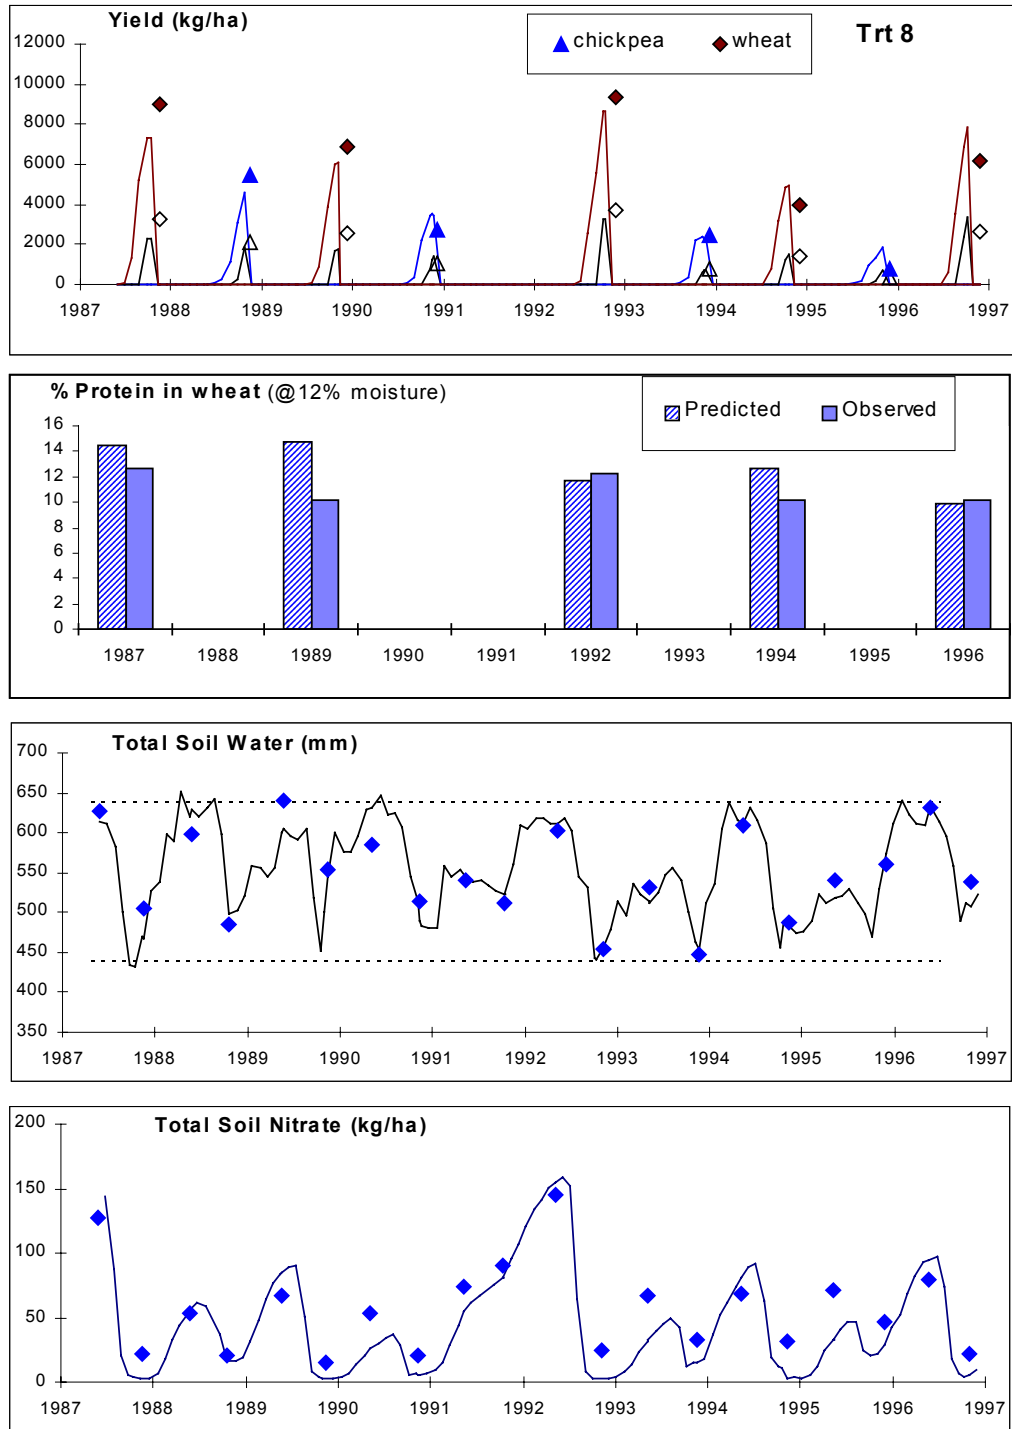 Yield (kg/ha)
chickpea wheat
Trt 8
12000
10000
8000
6000
4000
2000
0
1987 1988 1989 1990 1991 1992 1993 1994 1995 1996 1997
% Protein in wheat (@12% moisture)
Predicted Observed
16
14
12
10
8
6
4
2
0
1987 1988 1989 1990 1991 1992 1993 1994 1995 1996
Total Soil Water (mm)
700
650
600
550
500
450
400
350
1987 1988 1989 1990 1991 1992 1993 1994 1995 1996 1997
Total Soil Nitrate (kg/ha)
200
150
100
50
0
1987 1988 1989 1990 1991 1992 1993 1994 1995 1996 1997